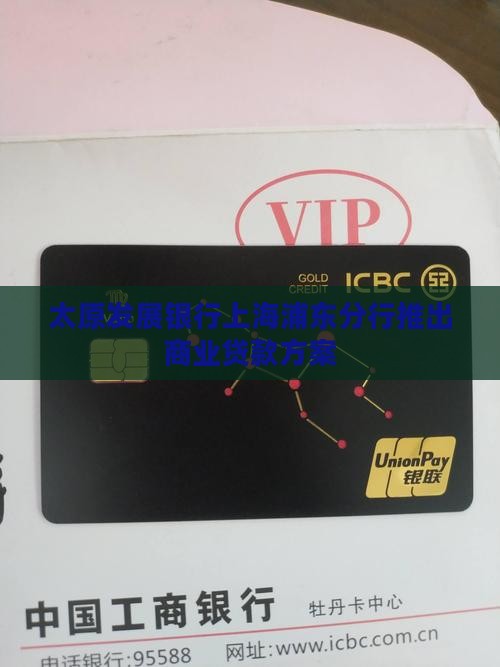 VIP
GOLD
CREDIT
ICBC
太原发展银行上海浦东分行推出
商业贷款方案
UnionPay
银联
中国工商银行
牡丹卡中心
电话银行:95588
网址:www.icbc.com.cn